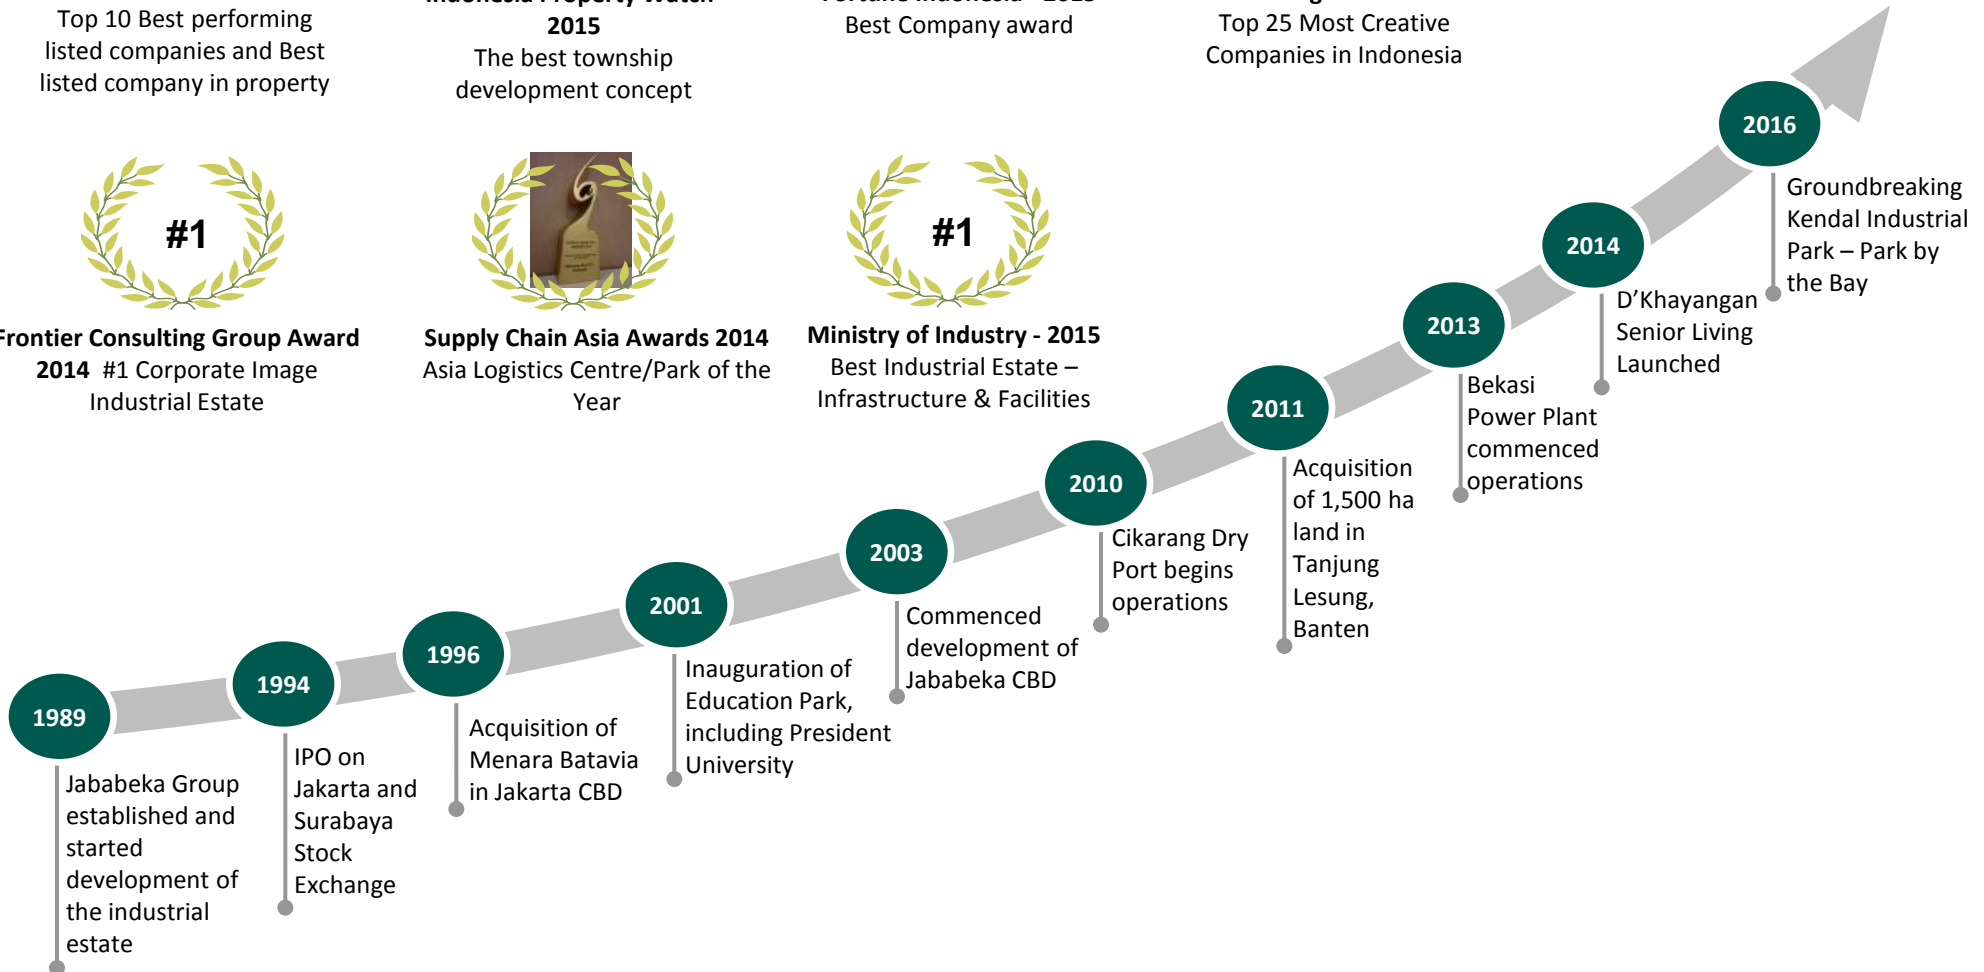 Top 10 Best performing
listed companies and Best
listed company in property
Indonesia Property Watch
2015
The best township
development concept
Fortune Indonesia - 2015
Best Company award
Top 25 Most Creative
Companies in Indonesia
#1
Frontier Consulting Group Award
2014 #1 Corporate Image
Industrial Estate
Supply Chain Asia Awards 2014
Asia Logistics Centre/Park of the
Year
#1
Ministry of Industry - 2015
Best Industrial Estate –
Infrastructure & Facilities
1989
Jababeka Group
established and
started
development of
the industrial
estate
1994
IPO on
Jakarta and
Surabaya
Stock
Exchange
1996
Acquisition of
Menara Batavia
in Jakarta CBD
2001
Inauguration of
Education Park,
including President
University
2003
Commenced
development of
Jababeka CBD
2010
Cikarang Dry
Port begins
operations
2011
Acquisition
of 1,500 ha
land in
Tanjung
Lesung,
Banten
2013
Bekasi
Power Plant
commenced
operations
2014
D’Khayangan
Senior Living
Launched
2016
Groundbreaking
Kendal Industrial
Park – Park by
the Bay